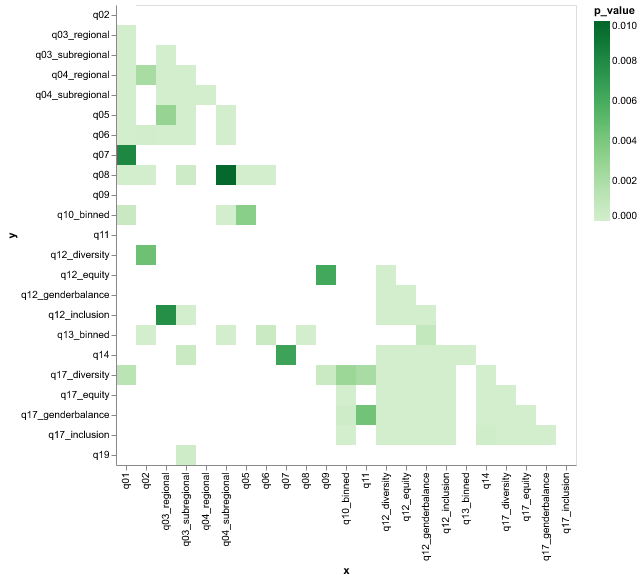 p_value
0.010
0.008
0.006
0.004
0.002
0.000
y
q02
q03_regional
q03_subregional
q04_regional
q04_subregional
q05
q06
q07
q08
q09
q10_binned
q11
q12_diversity
q12_equity
q12_genderbalance
q12_inclusion
q13_binned
q14
q17_diversity
q17_equity
q17_genderbalance
q17_inclusion
q19
q01
q02
q03_regional
q03_subregional
q04_regional
q04_subregional
q05
q06
q07
q08
q09
q10_binned
q11
q12_diversity
q12_equity
q12_genderbalance
q12_inclusion
q13_binned
q14
q17_diversity
q17_equity
q17_genderbalance
q17_inclusion
x